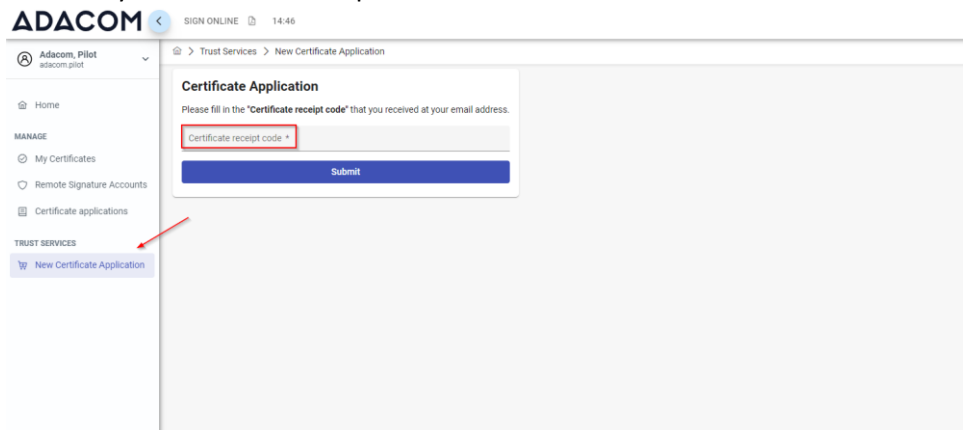 ADACOM
SIGN ONLINE 14:46
Adacom, Pilot
adacom.pilot
Trust Services > New Certificate Application
Home
MANAGE
My Certificates
Remote Signature Accounts
Certificate applications
TRUST SERVICES
New Certificate Application
Certificate Application
Please fill in the "Certificate receipt code" that you received at your email address.
Certificate receipt code *
Submit